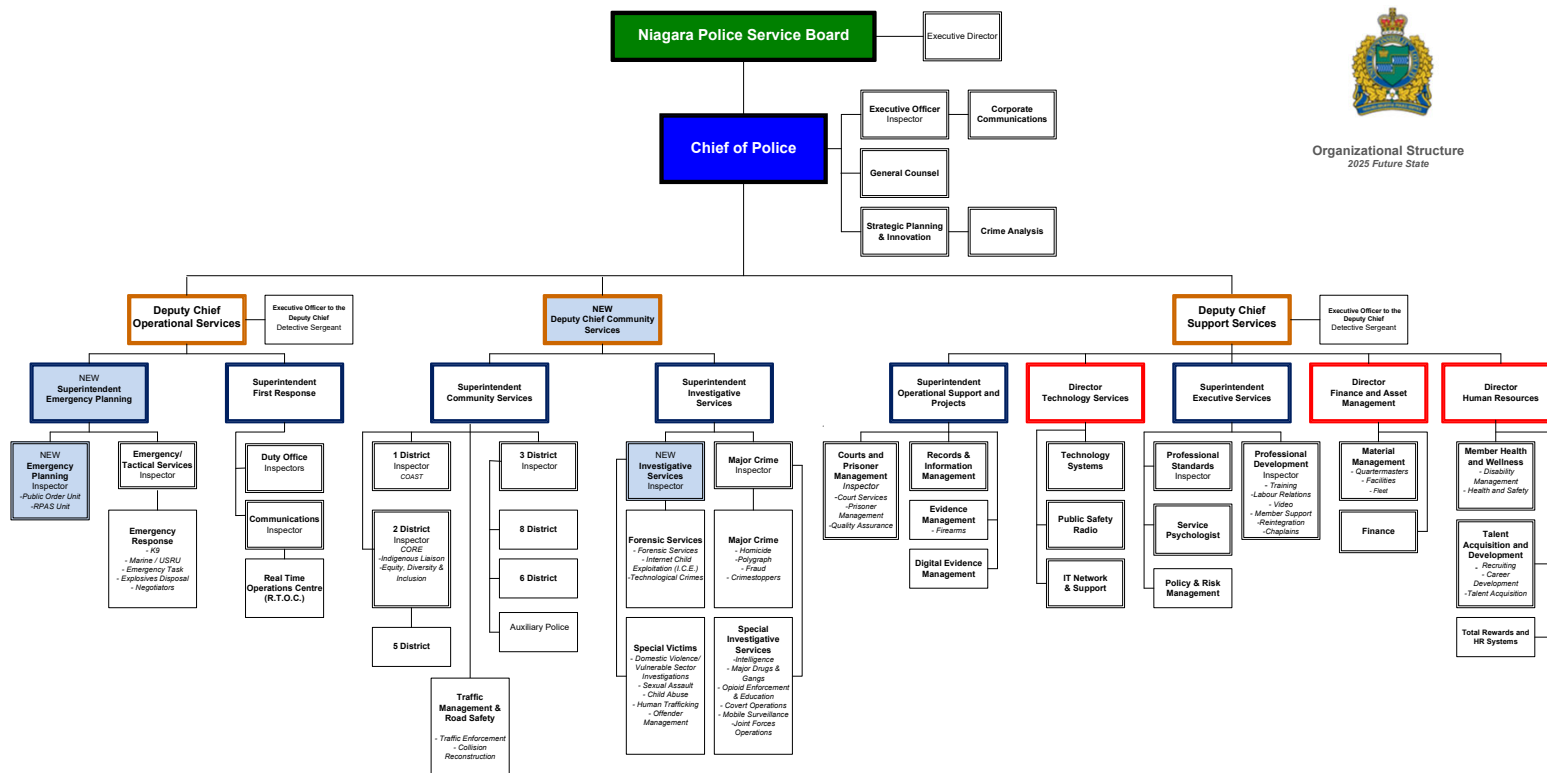 Niagara Police Service Board
Executive Director
Executive Officer
Inspector
Corporate
Communications
Chief of Police
General Counsel
Strategic Planning
& Innovation
Crime Analysis
Organizational Structure
2025 Future State
Deputy Chief
Operational Services
Executive Officer to the
Deputy Chief
Detective Sergeant
NEW
Deputy Chief Community
Services
Deputy Chief
Support Services
Executive Officer to the
Deputy Chief
Detective Sergeant
NEW
Superintendent
Emergency Planning
Superintendent
First Response
Superintendent
Community Services
Superintendent
Investigative
Services
Superintendent
Operational Support and
Projects
Director
Technology Services
Superintendent
Executive Services
Director
Finance and Asset
Management
Director
Human Resources
NEW
Emergency
Planning
Inspector
-Public Order Unit
-RPAS Unit
Emergency/
Tactical Services
Inspector
Emergency
Response
- K9
- Marine / USRU
- Emergency Task
- Explosives Disposal
- Negotiators
Duty Office
Inspectors
Communications
Inspector
Real Time
Operations Centre
(R.T.O.C.)
1 District
Inspector
COAST
2 District
Inspector
CORE
-Indigenous Liaison
-Equity, Diversity &
Inclusion
5 District
3 District
Inspector
8 District
6 District
Auxiliary Police
Traffic
Management &
Road Safety
- Traffic Enforcement
- Collision
Reconstruction
NEW
Investigative
Services
Inspector
Forensic Services
- Forensic Services
- Internet Child
Exploitation (I.C.E.)
-Technological Crimes
Special Victims
- Domestic Violence/
Vulnerable Sector
Investigations
- Sexual Assault
- Child Abuse
- Human Trafficking
- Offender
Management
Major Crime
Inspector
Major Crime
- Homicide
-Polygraph
- Fraud
- Crimestoppers
Special
Investigative
Services
-Intelligence
- Major Drugs &
Gangs
- Opioid Enforcement
& Education
- Covert Operations
- Mobile Surveillance
-Joint Forces
Operations
Courts and
Prisoner
Management
Inspector
-Court Services
-Prisoner
Management
-Quality Assurance
Records &
Information
Management
Evidence
Management
- Firearms
Digital Evidence
Management
Technology
Systems
Public Safety
Radio
IT Network
& Support
Professional
Standards
Inspector
Service
Psychologist
Policy & Risk
Management
Professional
Development
Inspector
- Training
-Labour Relations
- Video
- Member Support
-Reintegration
-Chaplains
Material
Management
- Quartermasters
- Facilities
- Fleet
Finance
Member Health
and Wellness
- Disability
Management
- Health and Safety
Talent
Acquisition and
Development
- Recruiting
- Career
Development
-Talent Acquisition
Total Rewards and
HR Systems